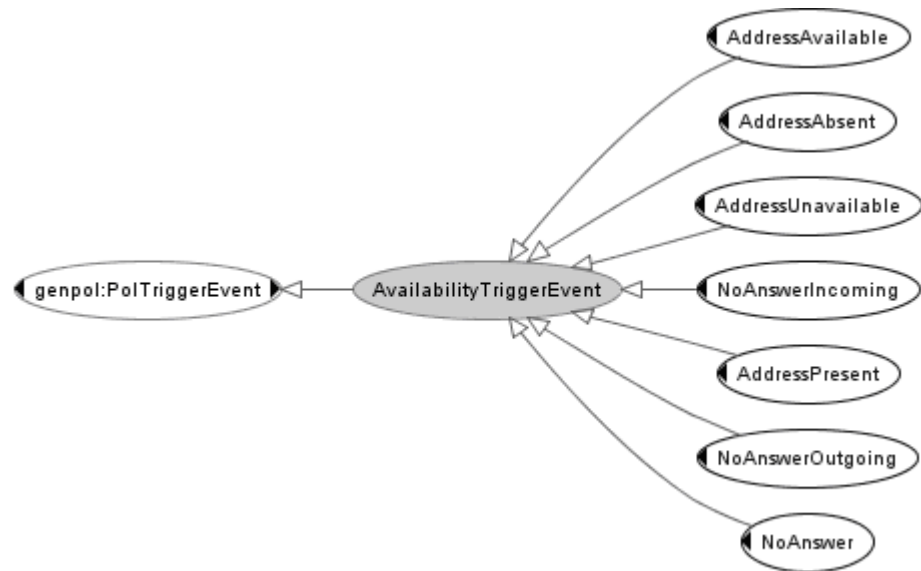 AddressAvailable
AddressAbsent
AddressUnavailable
genpol:PolTriggerEvent
AvailabilityTriggerEvent
NoAnswerIncoming
AddressPresent
NoAnswerOutgoing
NoAnswer